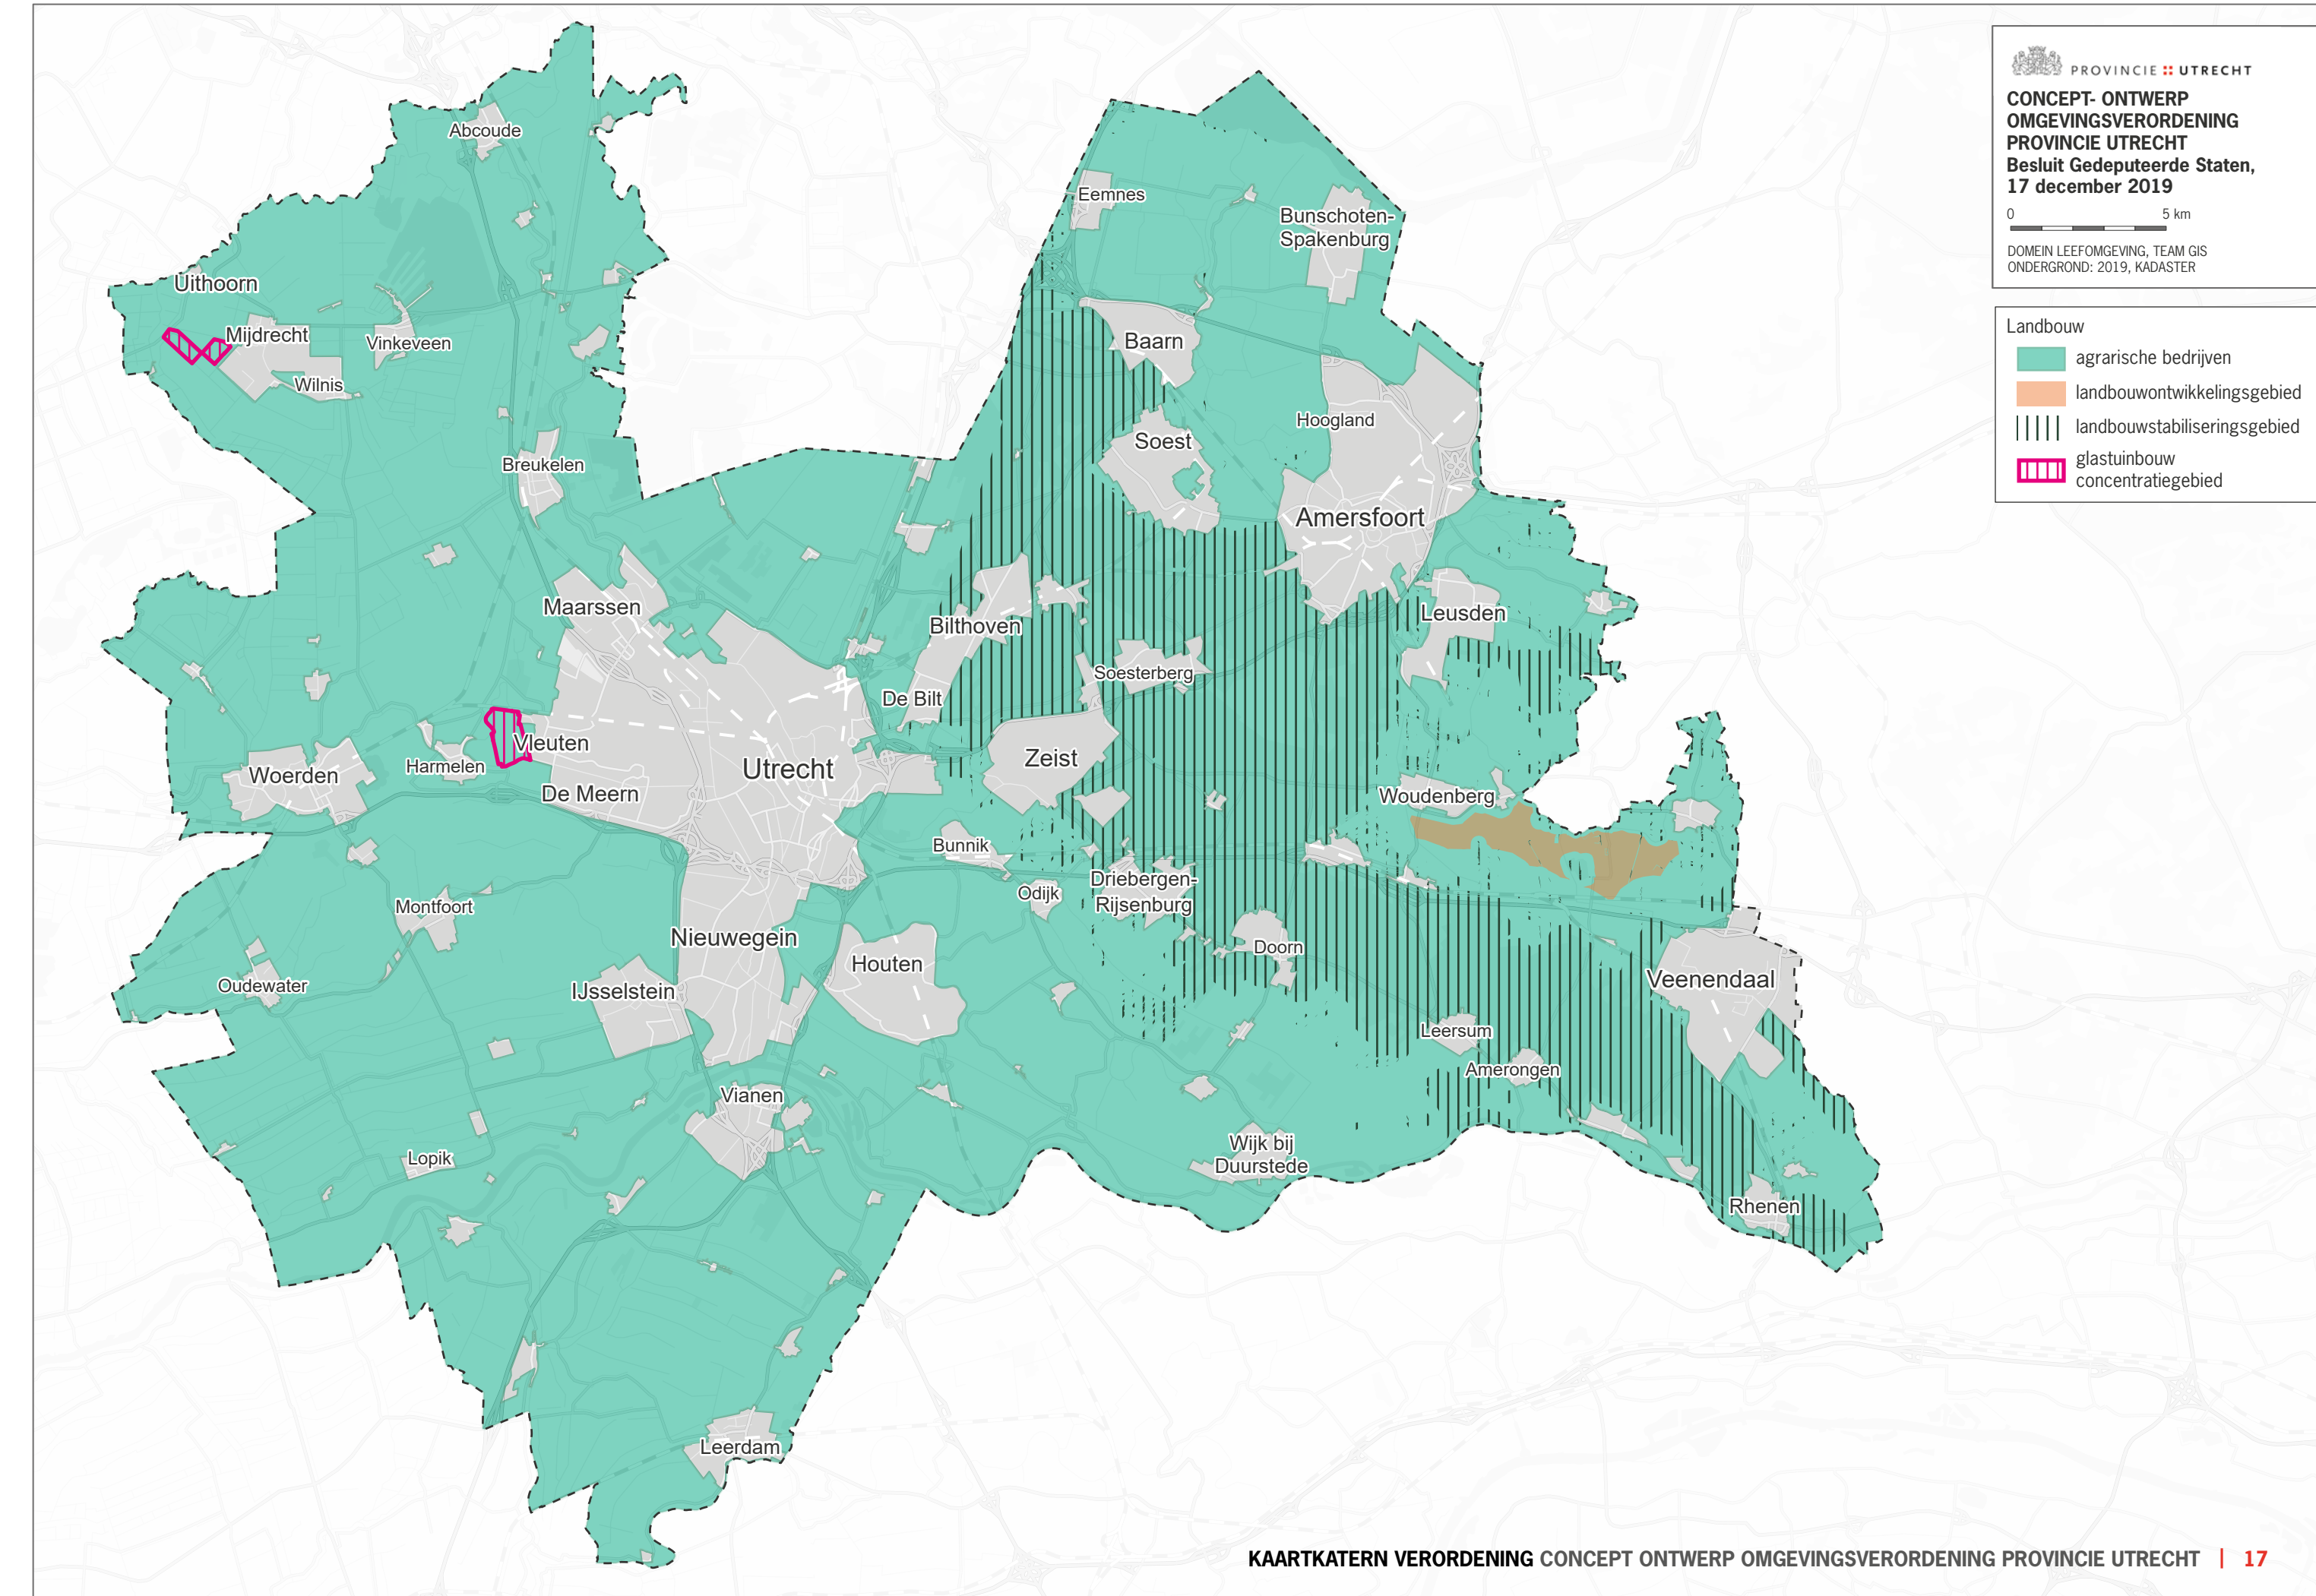 PROVINCIE :: UTRECHT
CONCEPT- ONTWERP
OMGEVINGSVERORDENING
PROVINCIE UTRECHT
Besluit Gedeputeerde Staten,
17 december 2019
0 5 km
DOMEIN LEEFOMGEVING, TEAM GIS
ONDERGROND: 2019, KADASTER
Landbouw
agrarische bedrijven
landbouwontwikkelingsgebied
landbouwstabiliseringsgebied
glastuinbouw
concentratiegebied
Abcoude
Eemnes
Bunschoten-
Spakenburg
Uithoorn
Mijdrecht
Vinkeveen
Wilnis
Baarn
Hoogland
Soest
Breukelen
Amersfoort
Maarssen
Bilthoven
Leusden
Soesterberg
De Bilt
Vleuten
Harmelen
Woerden
De Meern
Utrecht
Zeist
Woudenberg
Bunnik
Odijk
Driebergen-
Rijsenburg
Montfoort
Nieuwegein
Houten
Doorn
Veenendaal
Oudewater
IJsselstein
Leersum
Amerongen
Vianen
Lopik
Wijk bij
Duurstede
Rhenen
Leerdam
KAARTKATERN VERORDENING CONCEPT ONTWERP OMGEVINGSVERORDENING PROVINCIE UTRECHT | 17